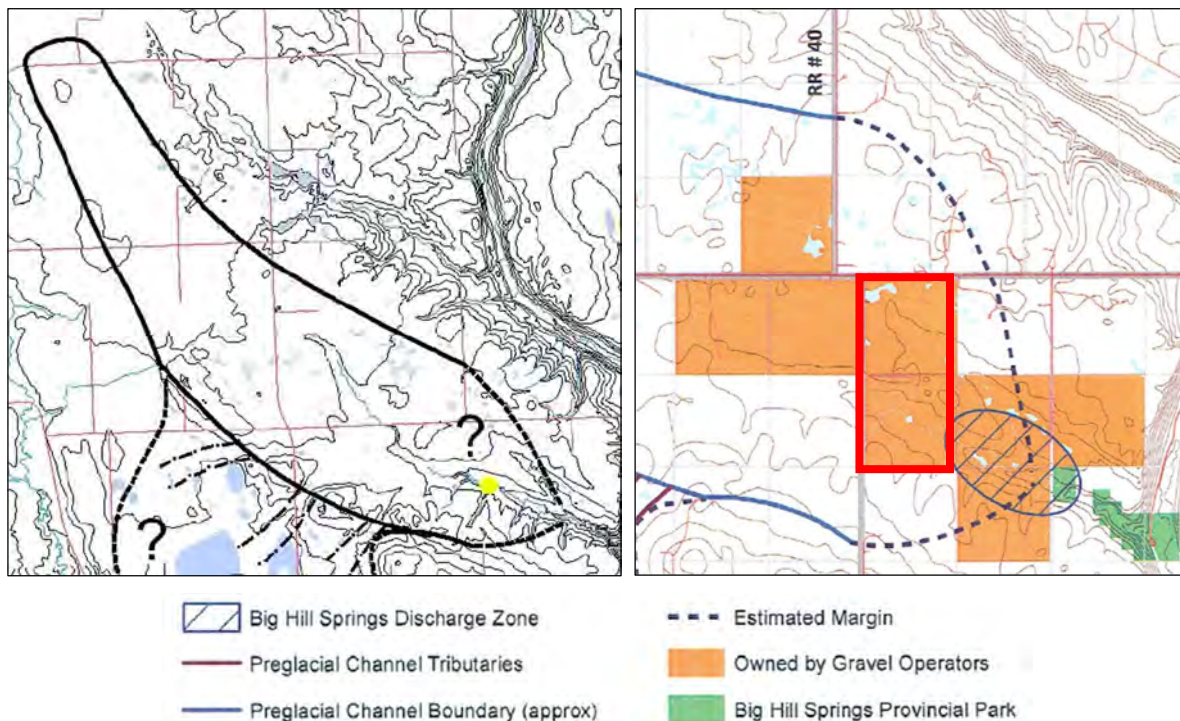 ?
?
RR # 40
Big Hill Springs Discharge Zone
Preglacial Channel Tributaries
Preglacial Channel Boundary (approx)
Estimated Margin
Owned by Gravel Operators
Big Hill Springs Provincial Park